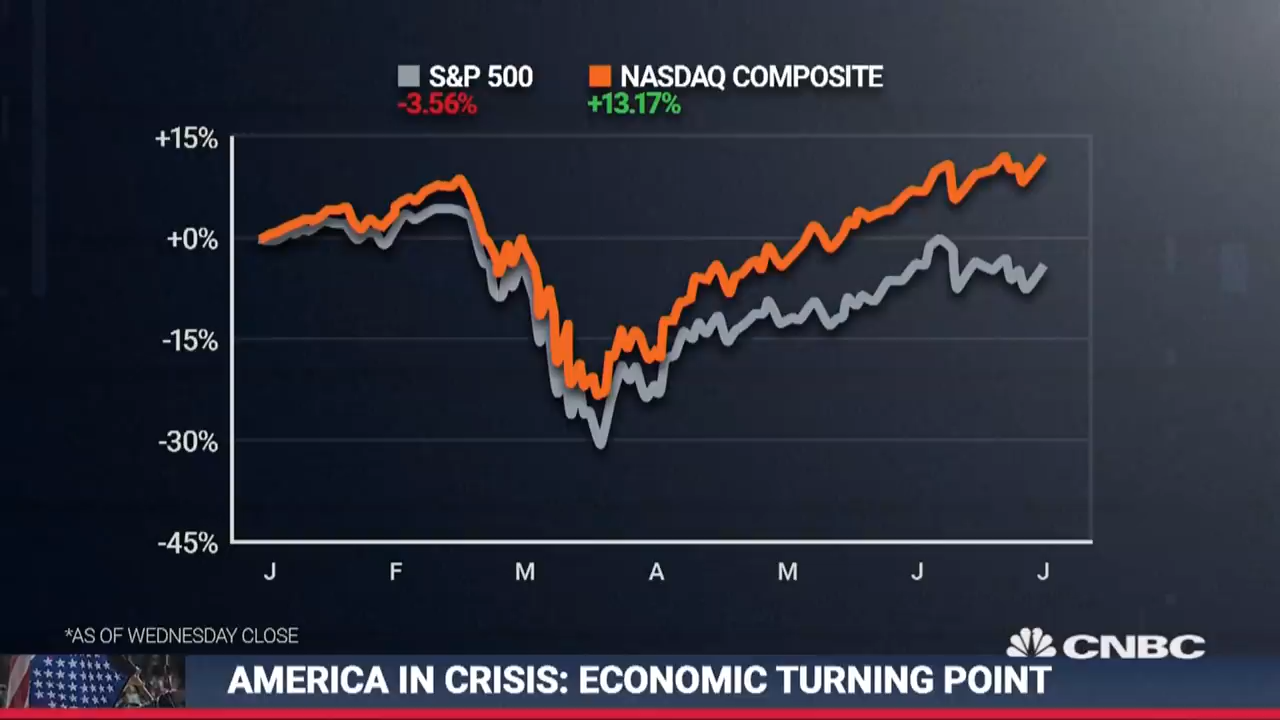 S&P 500 NASDAQ COMPOSITE
-3.56% +13.17%
+15%
+0%
-15%
-30%
-45%
J F M A M J J
*AS OF WEDNESDAY CLOSE
CNBC
AMERICA IN CRISIS: ECONOMIC TURNING POINT